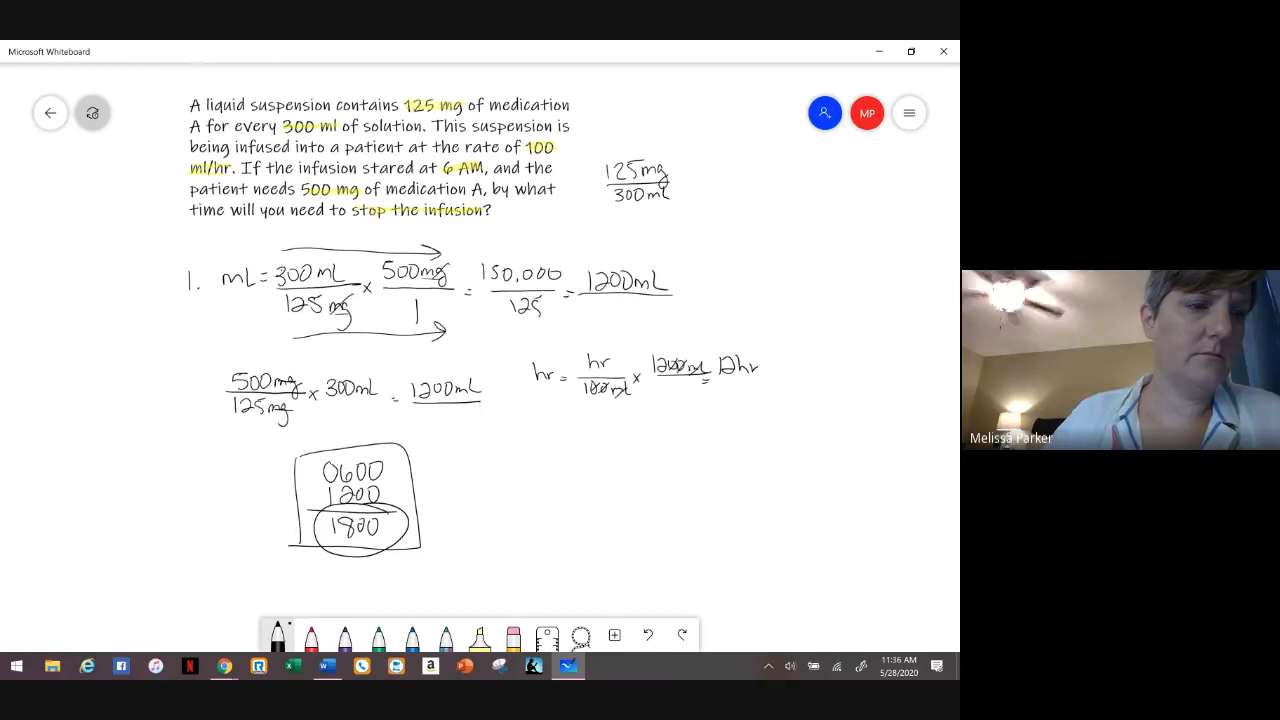 Microsoft Whiteboard
MP
A liquid suspension contains 125 mg of medication
A for every 300 ml of solution. This suspension is
being infused into a patient at the rate of 100
ml/hr. If the infusion stared at 6 AM, and the
patient needs 500 mg of medication A, by what
time will you need to stop the infusion?
125mg
300mL
1. mL = 300mL/125mg x 500mg/1 = 150,000/125 = 1200mL
500mg/125mg x 300mL = 1200mL
hr = hr/100mL x 1200mL = 12hr
0600
1200
1800
Melissa Parker
11:36 AM
5/28/2020